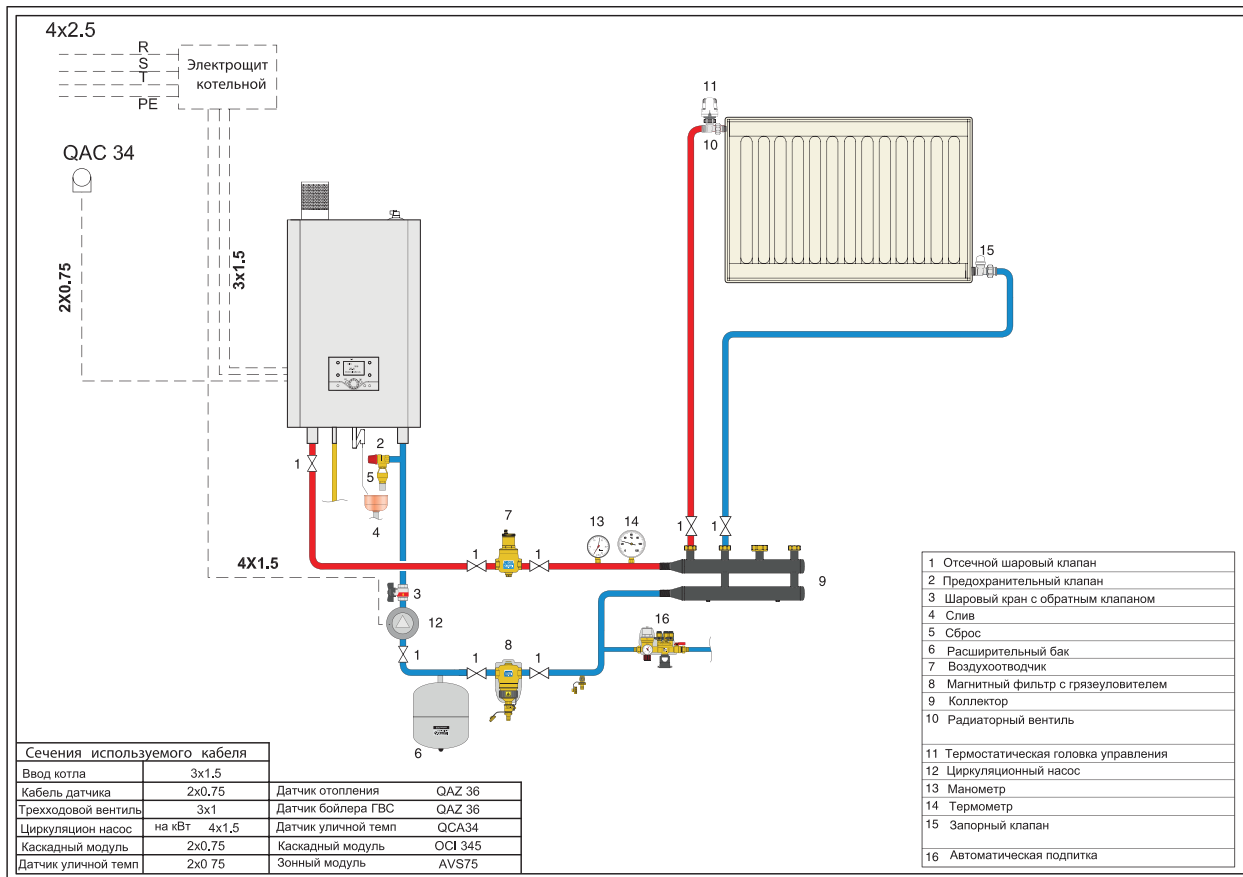 4x2.5
R
S
T
PE
Электрощит
котельной
QAC 34
2X0.75
3x1.5
4X1.5
11
10
15
1
2
5
4
7
13
14
1
1
1
1
9
3
12
1
1
8
1
16
6
1 Отсечной шаровый клапан
2 Предохранительный клапан
3 Шаровый кран с обратным клапаном
4 Слив
5 Сброс
6 Расширительный бак
7 Воздухоотводчик
8 Магнитный фильтр с грязеуловителем
9 Коллектор
10 Радиаторный вентиль
11 Термостатическая головка управления
12 Циркуляционный насос
13 Манометр
14 Термометр
15 Запорный клапан
16 Автоматическая подпитка
Сечения используемого кабеля
Ввод котла 3x1.5
Кабель датчика 2x0.75 Датчик отопления QAZ 36
Трехходовой вентиль 3x1 Датчик бойлера ГВС QAZ 36
Циркуляцион насос на кВт 4x1.5 Датчик уличной темп QCA34
Каскадный модуль 2x0.75 Каскадный модуль OCI 345
Датчик уличной темп 2x0 75 Зонный модуль AVS75